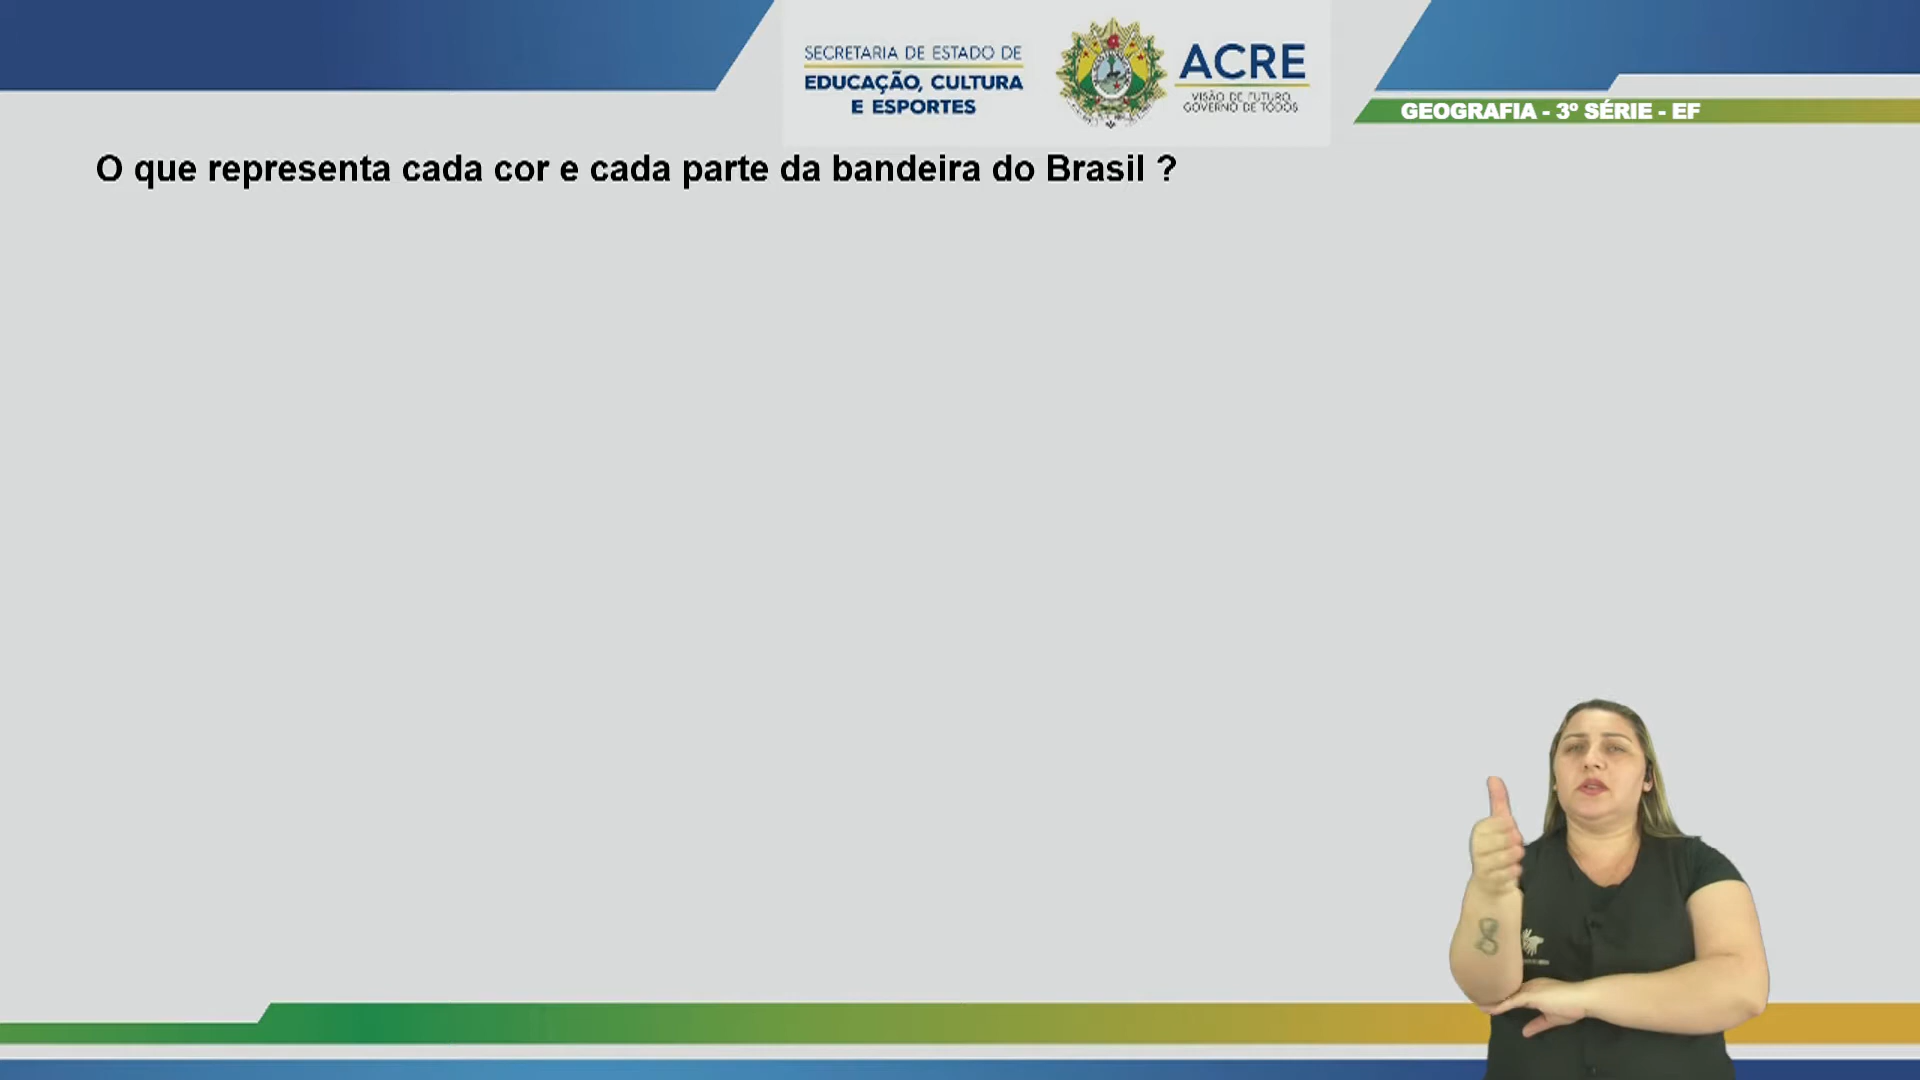 SECRETARIA DE ESTADO DE
EDUCAÇÃO, CULTURA
E ESPORTES
ACRE
VISÃO DE FUTURO,
GOVERNO DE TODOS
GEOGRAFIA - 3º SÉRIE - EF
O que representa cada cor e cada parte da bandeira do Brasil ?